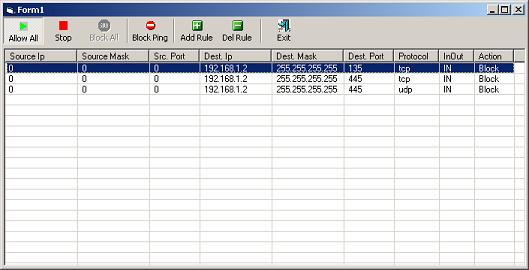 Form1
Allow All Stop Block All Block Ping Add Rule Del Rule Exit
Source Ip Source Mask Src. Port Dest. Ip Dest. Mask Dest. Port Protocol InOut Action
0 0 0 192.168.1.2 255.255.255.255 135 tcp IN Block
0 0 0 192.168.1.2 255.255.255.255 445 tcp IN Block
0 0 0 192.168.1.2 255.255.255.255 445 udp IN Block